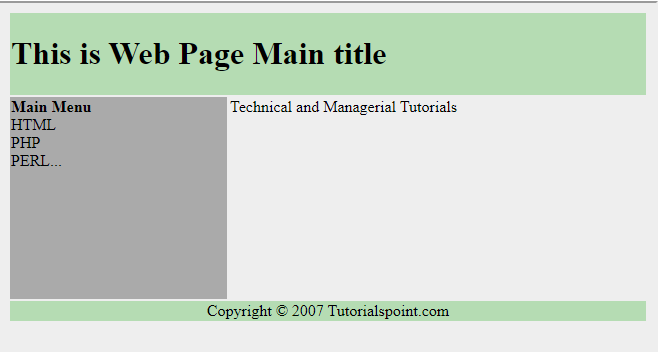 This is Web Page Main title
Main Menu
HTML
PHP
PERL...
Technical and Managerial Tutorials
Copyright © 2007 Tutorialspoint.com